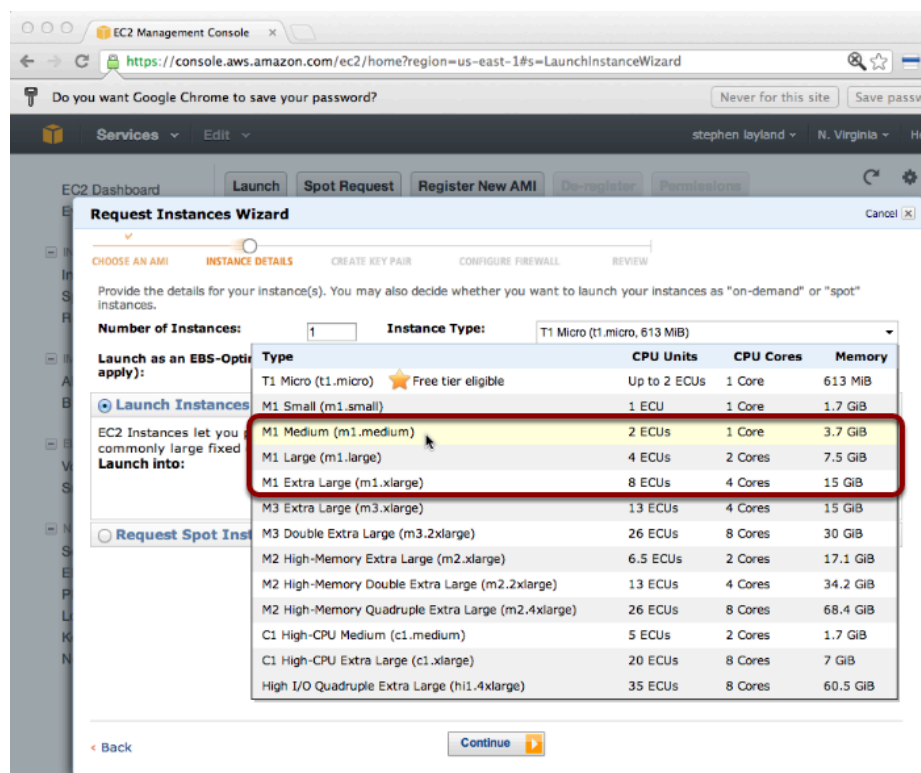 EC2 Management Console
https://console.aws.amazon.com/ec2/home?region=us-east-1#s=LaunchInstanceWizard
Do you want Google Chrome to save your password? Never for this site Save passw
Services Edit stephen layland N. Virginia He
EC2 Dashboard Launch Spot Request Register New AMI De-register Permissions
Request Instances Wizard Cancel
CHOOSE AN AMI INSTANCE DETAILS CREATE KEY PAIR CONFIGURE FIREWALL REVIEW
Provide the details for your instance(s). You may also decide whether you want to launch your instances as "on-demand" or "spot"
instances.
Number of Instances: 1 Instance Type: T1 Micro (t1.micro, 613 MiB)
Launch as an EBS-Opti
apply):
Type CPU Units CPU Cores Memory
T1 Micro (t1.micro) Free tier eligible Up to 2 ECUs 1 Core 613 MiB
Launch Instances M1 Small (m1.small) 1 ECU 1 Core 1.7 GiB
EC2 Instances let you p M1 Medium (m1.medium) 2 ECUs 1 Core 3.7 GiB
commonly large fixed
Launch into: M1 Large (m1.large) 4 ECUs 2 Cores 7.5 GiB
M1 Extra Large (m1.xlarge) 8 ECUs 4 Cores 15 GiB
M3 Extra Large (m3.xlarge) 13 ECUs 4 Cores 15 GiB
Request Spot Inst M3 Double Extra Large (m3.2xlarge) 26 ECUs 8 Cores 30 GiB
M2 High-Memory Extra Large (m2.xlarge) 6.5 ECUs 2 Cores 17.1 GiB
M2 High-Memory Double Extra Large (m2.2xlarge) 13 ECUs 4 Cores 34.2 GiB
M2 High-Memory Quadruple Extra Large (m2.4xlarge) 26 ECUs 8 Cores 68.4 GiB
C1 High-CPU Medium (c1.medium) 5 ECUs 2 Cores 1.7 GiB
C1 High-CPU Extra Large (c1.xlarge) 20 ECUs 8 Cores 7 GiB
High I/O Quadruple Extra Large (hi1.4xlarge) 35 ECUs 8 Cores 60.5 GiB
< Back Continue